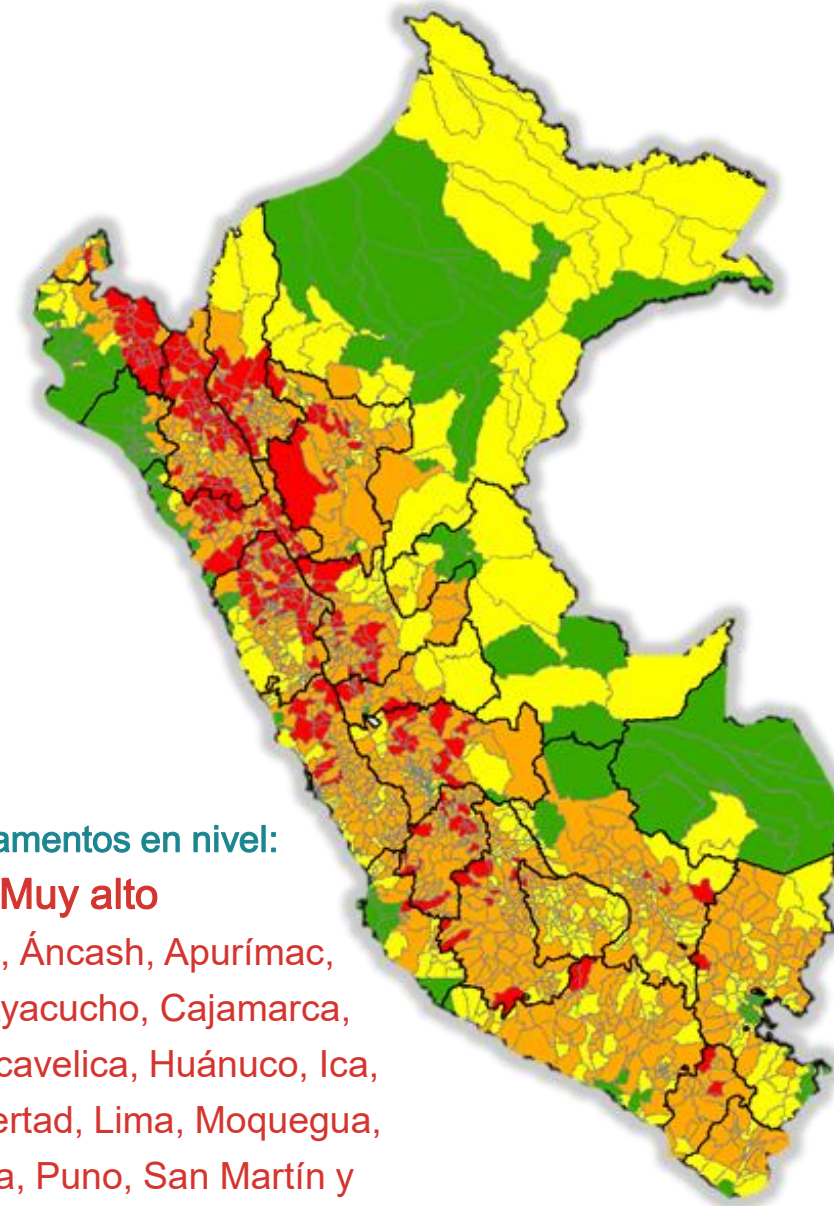 amentos en nivel:
Muy alto
, Áncash, Apurímac,
yacucho, Cajamarca,
cavelica, Huánuco, Ica,
ertad, Lima, Moquegua,
a, Puno, San Martín y